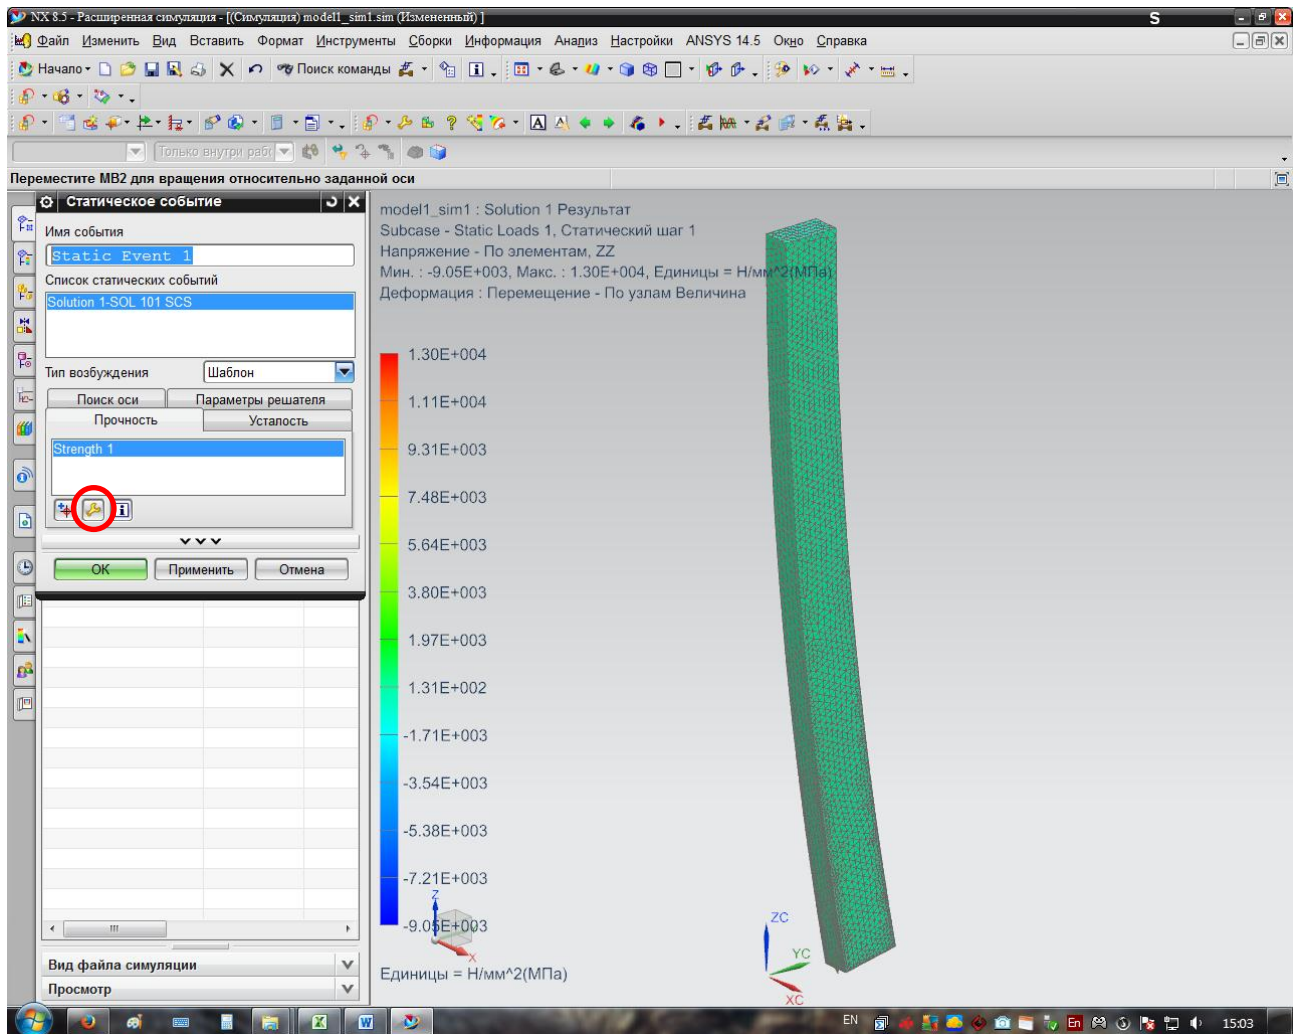 NX 8.5 - Расширенная симуляция - [(Симуляция) model1_sim1.sim (Измененный) ]
S
Файл Изменить Вид Вставить Формат Инструменты Сборки Информация Анализ Настройки ANSYS 14.5 Окно Справка
Начало Поиск команды
Только внутри рабо
Переместите MB2 для вращения относительно заданной оси
Статическое событие
Имя события
Static Event 1
Список статических событий
Solution 1-SOL 101 SCS
Тип возбуждения Шаблон
Поиск оси Параметры решателя
Прочность Усталость
Strength 1
OK Применить Отмена
Вид файла симуляции
Просмотр
model1_sim1 : Solution 1 Результат
Subcase - Static Loads 1, Статический шаг 1
Напряжение - По элементам, ZZ
Мин. : -9.05E+003, Макс. : 1.30E+004, Единицы = Н/мм^2(МПа)
Деформация : Перемещение - По узлам Величина
1.30E+004
1.11E+004
9.31E+003
7.48E+003
5.64E+003
3.80E+003
1.97E+003
1.31E+002
-1.71E+003
-3.54E+003
-5.38E+003
-7.21E+003
-9.05E+003
Z
X
Единицы = Н/мм^2(МПа)
ZC
YC
XC
EN
En
15:03